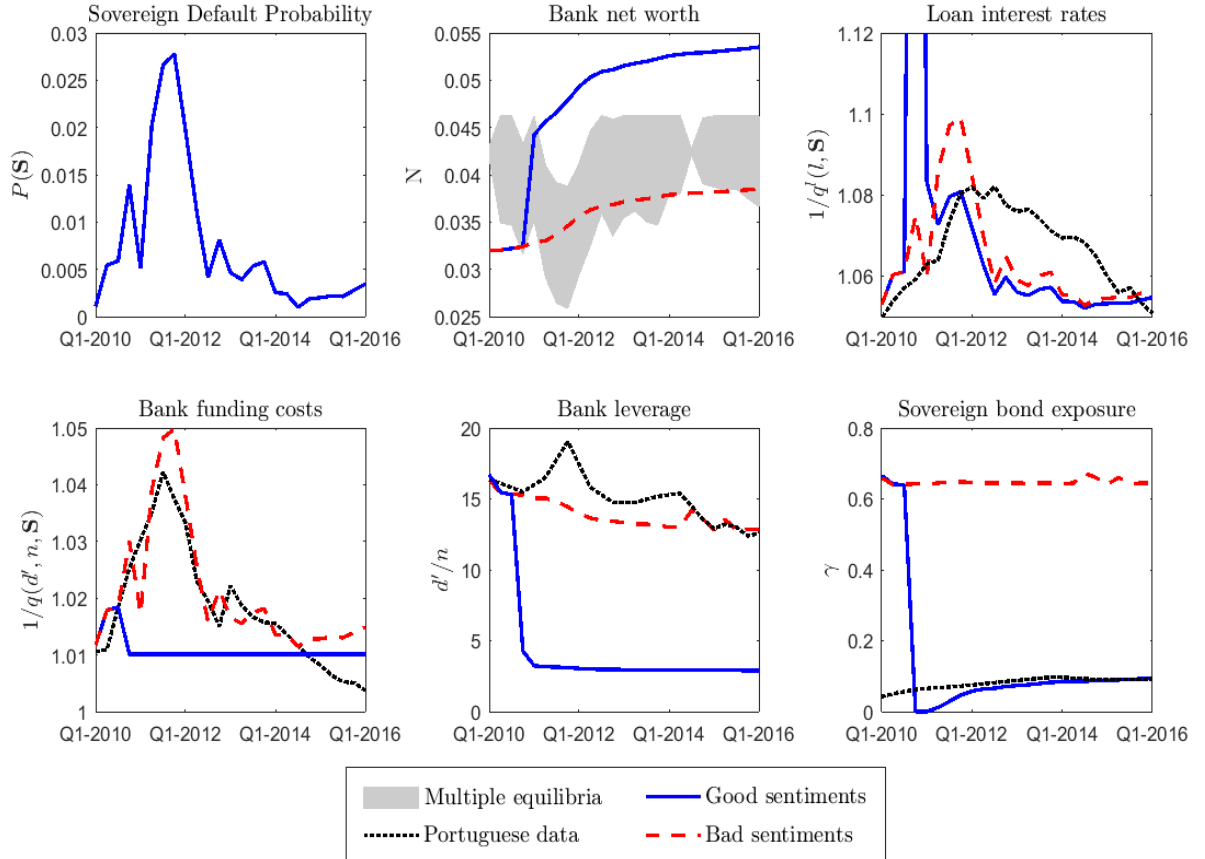 Sovereign Default Probability
0.03
0.025
0.02
0.015
0.01
0.005
0
P(S)
Q1-2010 Q1-2012 Q1-2014 Q1-2016
Bank net worth
0.055
0.05
0.045
0.04
0.035
0.03
0.025
N
Q1-2010 Q1-2012 Q1-2014 Q1-2016
Loan interest rates
1.12
1.1
1.08
1.06
1/q^l(l, S)
Q1-2010 Q1-2012 Q1-2014 Q1-2016
Bank funding costs
1.05
1.04
1.03
1.02
1.01
1
1/q(d′, n, S)
Q1-2010 Q1-2012 Q1-2014 Q1-2016
Bank leverage
20
15
10
5
0
d′/n
Q1-2010 Q1-2012 Q1-2014 Q1-2016
Sovereign bond exposure
0.8
0.6
0.4
0.2
0
γ
Q1-2010 Q1-2012 Q1-2014 Q1-2016
Multiple equilibria
Good sentiments
Portuguese data
Bad sentiments